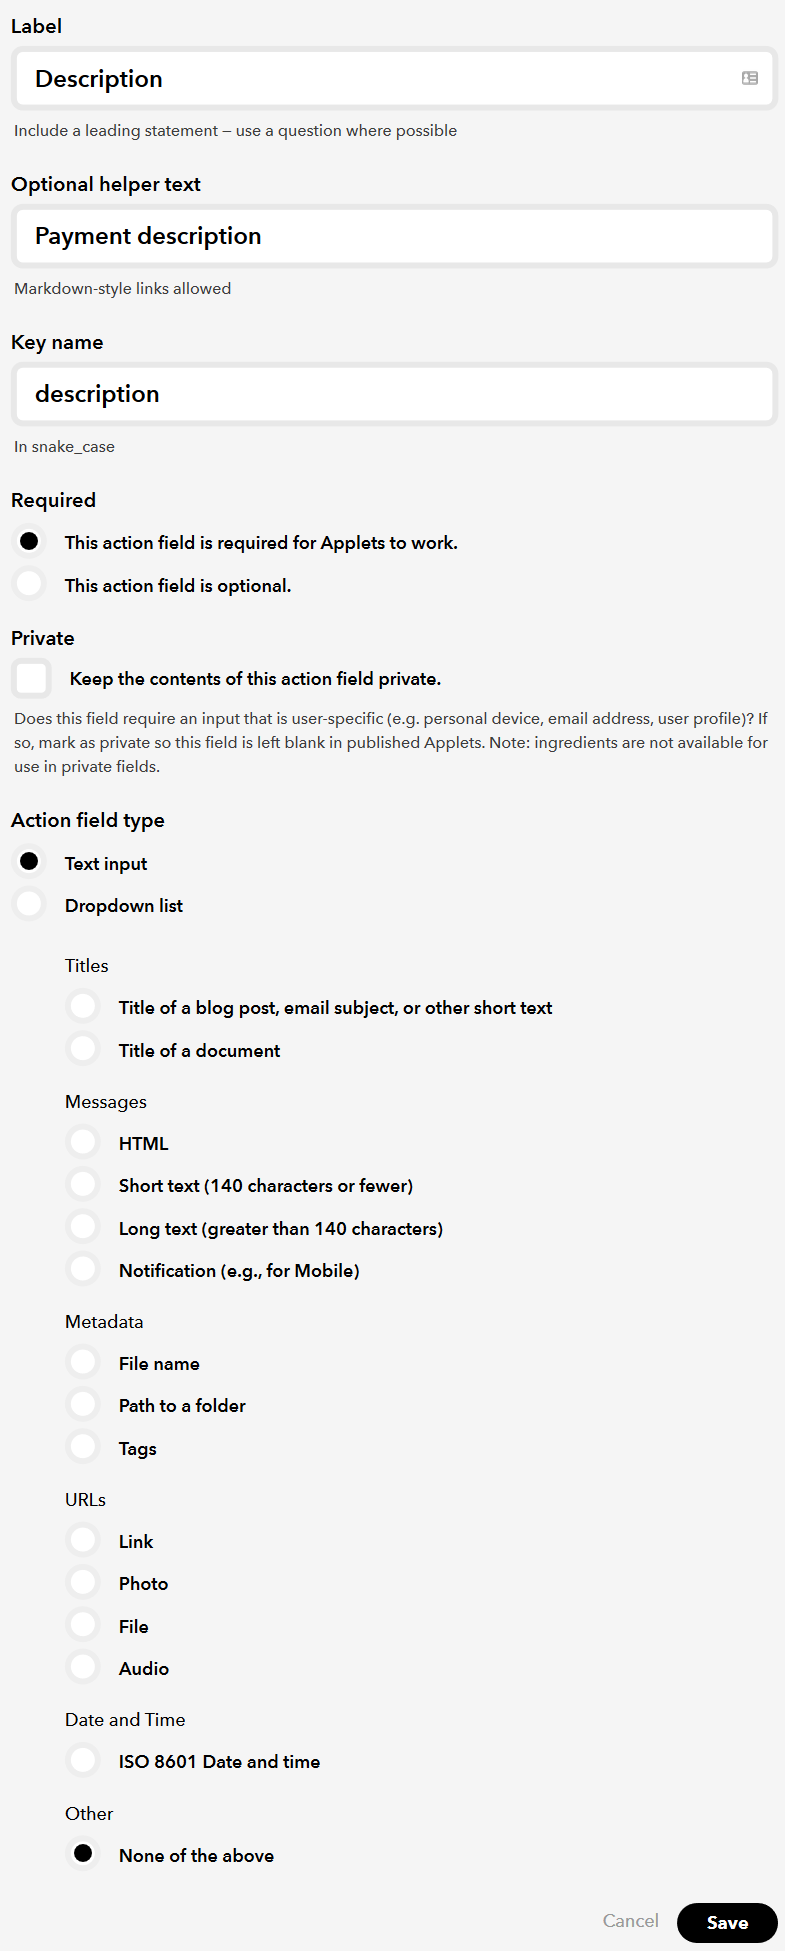 Label
Description
Include a leading statement – use a question where possible
Optional helper text
Payment description
Markdown-style links allowed
Key name
description
In snake_case
Required
This action field is required for Applets to work.
This action field is optional.
Private
Keep the contents of this action field private.
Does this field require an input that is user-specific (e.g. personal device, email address, user profile)? If
so, mark as private so this field is left blank in published Applets. Note: ingredients are not available for
use in private fields.
Action field type
Text input
Dropdown list
Titles
Title of a blog post, email subject, or other short text
Title of a document
Messages
HTML
Short text (140 characters or fewer)
Long text (greater than 140 characters)
Notification (e.g., for Mobile)
Metadata
File name
Path to a folder
Tags
URLs
Link
Photo
File
Audio
Date and Time
ISO 8601 Date and time
Other
None of the above
Cancel Save